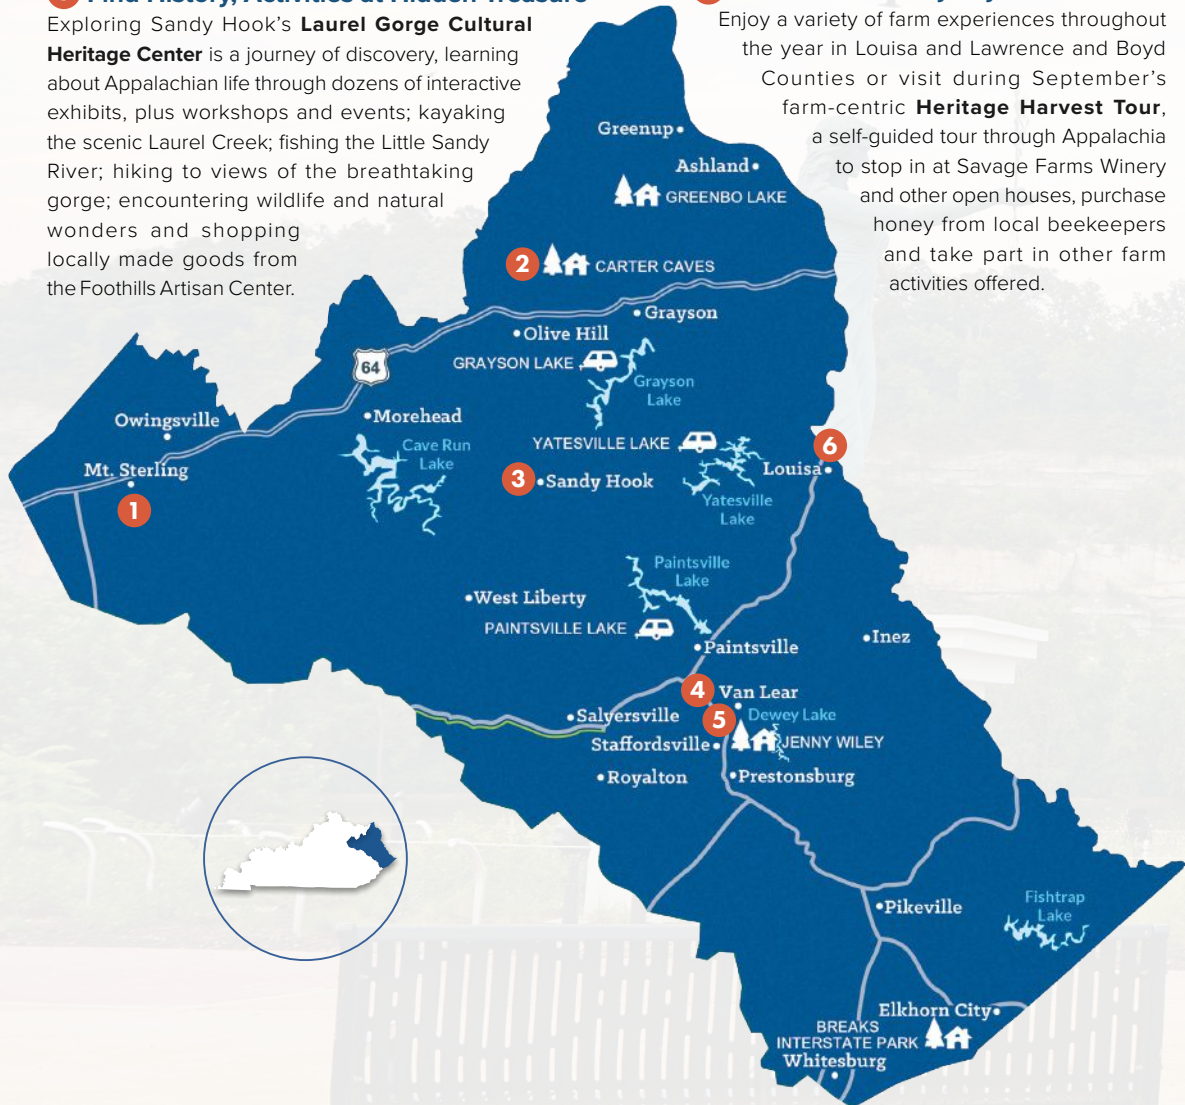 Find History, Activities at Hidden Treasure
Exploring Sandy Hook's Laurel Gorge Cultural
Heritage Center is a journey of discovery, learning
about Appalachian life through dozens of interactive
exhibits, plus workshops and events; kayaking
the scenic Laurel Creek; fishing the Little Sandy
River; hiking to views of the breathtaking
gorge; encountering wildlife and natural
wonders and shopping
locally made goods from
the Foothills Artisan Center.
Enjoy a variety of farm experiences throughout
the year in Louisa and Lawrence and Boyd
Counties or visit during September's
farm-centric Heritage Harvest Tour,
a self-guided tour through Appalachia
to stop in at Savage Farms Winery
and other open houses, purchase
honey from local beekeepers
and take part in other farm
activities offered.
Greenup
Ashland
GREENBO LAKE
2
CARTER CAVES
Grayson
Olive Hill
GRAYSON LAKE
64
Grayson
Lake
Owingsville
Morehead
Cave Run
Lake
YATESVILLE LAKE
6
Mt. Sterling
Louisa
3
Sandy Hook
Yatesville
Lake
1
Paintsville
Lake
West Liberty
PAINTSVILLE LAKE
Inez
Paintsville
4
Van Lear
5
Dewey Lake
Salyersville
Staffordsville
JENNY WILEY
Royalton
Prestonsburg
Pikeville
Fishtrap
Lake
Elkhorn City
BREAKS
INTERSTATE PARK
Whitesburg